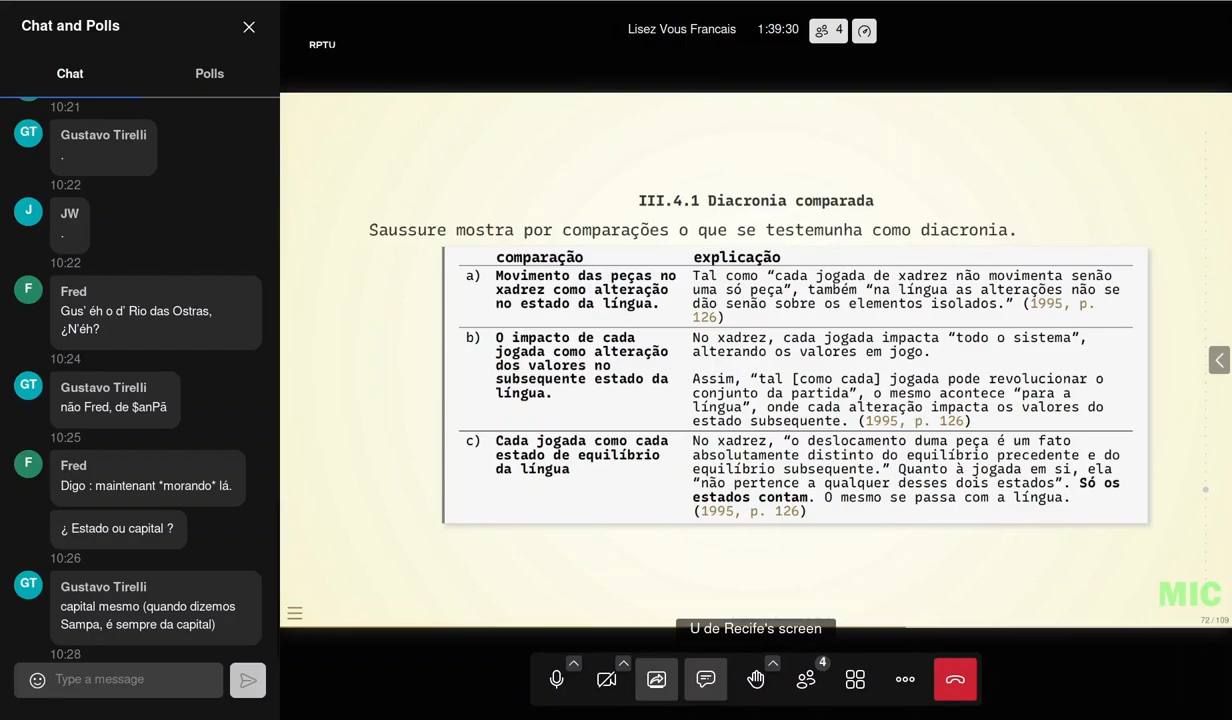 Chat and Polls
Chat
Polls
10:21
GT
Gustavo Tirelli
.
10:22
J
JW
.
10:22
F
Fred
Gus' éh o d' Rio das Ostras,
¿N'éh?
10:24
GT
Gustavo Tirelli
não Fred, de $anPã
10:25
F
Fred
Digo : maintenant *morando* lá.
¿ Estado ou capital ?
10:26
GT
Gustavo Tirelli
capital mesmo (quando dizemos
Sampa, é sempre da capital)
10:28
Type a message
Lisez Vous Francais
1:39:30
4
RPTU
III.4.1 Diacronia comparada
Saussure mostra por comparações o que se testemunha como diacronia.
comparação
explicação
a) Movimento das peças no
xadrez como alteração
no estado da língua.
Tal como “cada jogada de xadrez não movimenta senão
uma só peça”, também “na língua as alterações não se
dão senão sobre os elementos isolados.” (1995, p.
126)
b) O impacto de cada
jogada como alteração
dos valores no
subsequente estado da
língua.
No xadrez, cada jogada impacta “todo o sistema”,
alterando os valores em jogo.
Assim, “tal [como cada] jogada pode revolucionar o
conjunto da partida”, o mesmo acontece “para a
língua”, onde cada alteração impacta os valores do
estado subsequente. (1995, p. 126)
c) Cada jogada como cada
estado de equilíbrio
da língua
No xadrez, “o deslocamento duma peça é um fato
absolutamente distinto do equilíbrio precedente e do
equilíbrio subsequente.” Quanto à jogada em si, ela
“não pertence a qualquer desses dois estados”. Só os
estados contam. O mesmo se passa com a língua.
(1995, p. 126)
MIC
72 / 109
U de Recife's screen
4